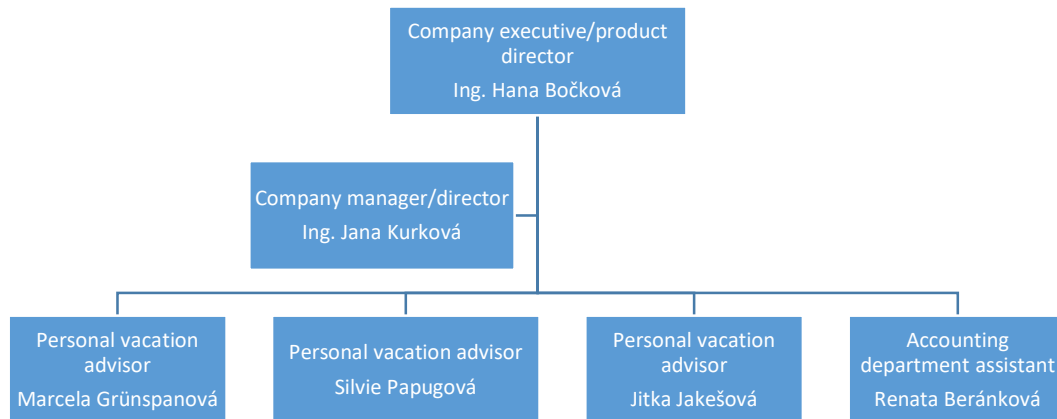 Company executive/product
director
Ing. Hana Bočková
Company manager/director
Ing. Jana Kurková
Personal vacation
advisor
Marcela Grünspanová
Personal vacation advisor
Silvie Papugová
Personal vacation
advisor
Jitka Jakešová
Accounting
department assistant
Renata Beránková